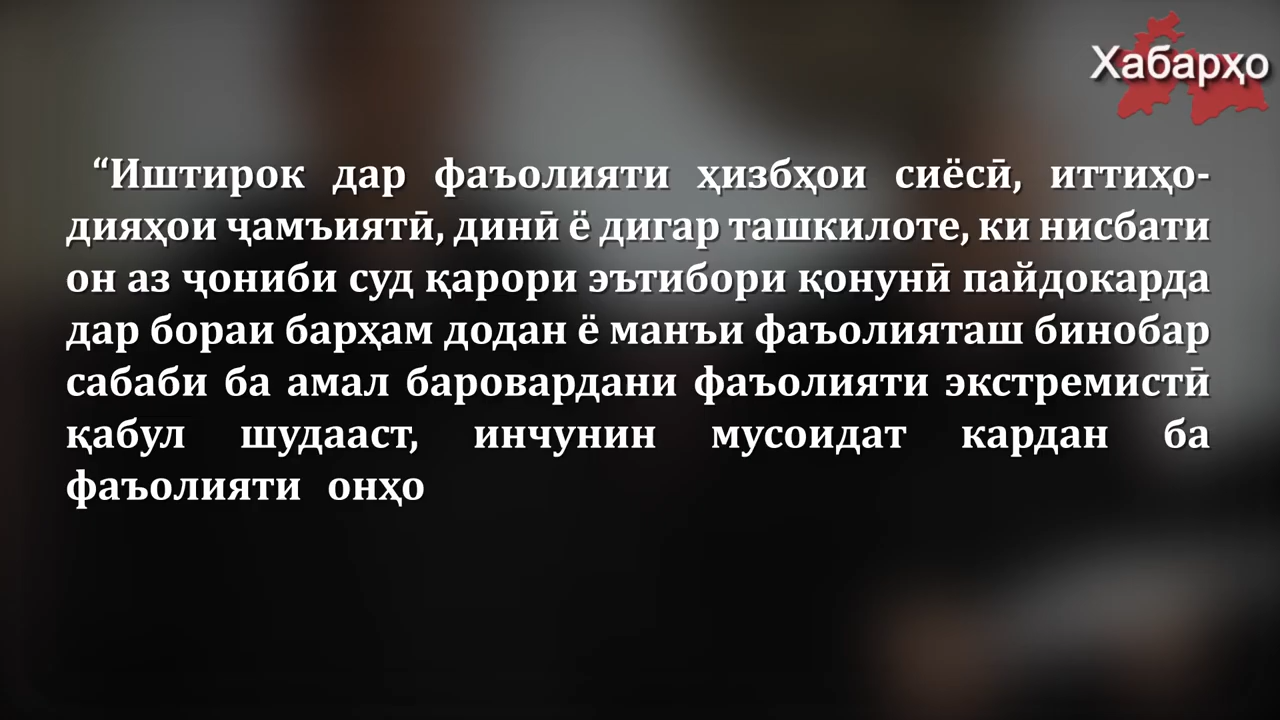 Хабарҳо
“Иштирок дар фаъолияти ҳизбҳои сиёсӣ, иттиҳо-
дияҳои ҷамъиятӣ, динӣ ё дигар ташкилоте, ки нисбати
он аз ҷониби суд қарори эътибори қонунӣ пайдокарда
дар бораи барҳам додан ё манъи фаъолияташ бинобар
сабаби ба амал баровардани фаъолияти экстремистӣ
қабул шудааст, инчунин мусоидат кардан ба
фаъолияти онҳо